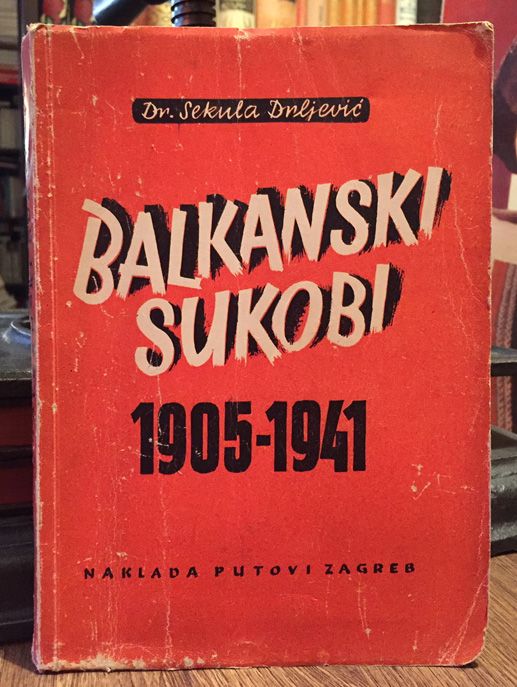 Dr. Sekula Drljević
BALKANSKI
SUKOBI
1905-1941
NAKLADA PUTOVI ZAGREB